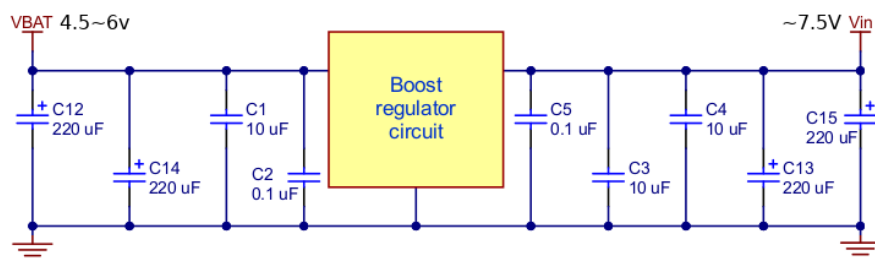 VBAT 4.5~6v
~7.5V Vin
Boost
regulator
circuit
+ C12
220 uF
+ C14
220 uF
C1
10 uF
C2
0.1 uF
C5
0.1 uF
C3
10 uF
C4
10 uF
+ C13
220 uF
C15 +
220 uF